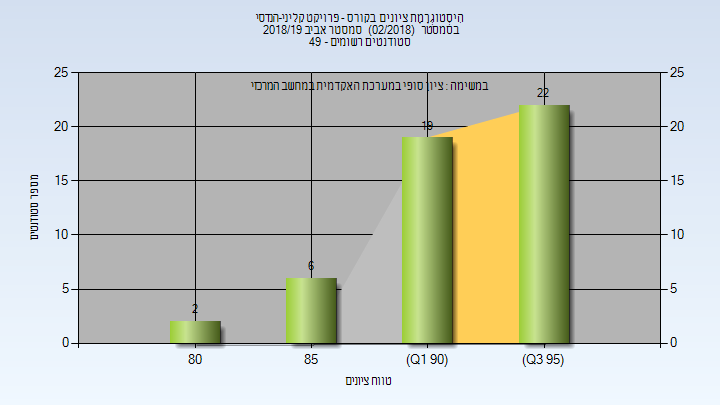 היסטוגרמת ציונים בקורס - פרויקט קליני-הנדסי
בסמסטר (02/2018) סמסטר אביב 2018/19
סטודנטים רשומים - 49
במשימה : ציון סופי במערכת האקדמית במחשב המרכזי
25 25
20 20
15 15
10 10
5 5
0 0
מספר סטודנטים
2 6 19 22
80 85 (Q1 90) (Q3 95)
טווח ציונים